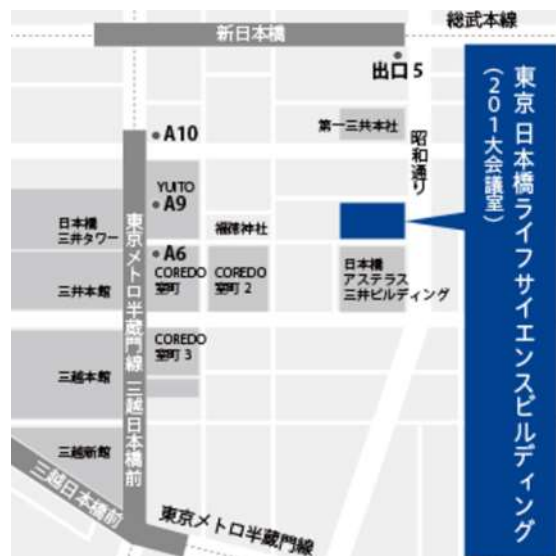 総武本線
新日本橋
出口 5
第一三共本社
昭和通り
A10
YUITO
A9
日本橋
三井タワー
福徳神社
A6
COREDO
室町
COREDO
室町 2
日本橋
アステラス
三井ビルディング
三井本館
COREDO
室町 3
三越本館
三越新館
東京メトロ半蔵門線 三越日本橋前
三越日本橋前
東京メトロ半蔵門線
東京 日本橋ライフサイエンスビルディング
(201大会議室)